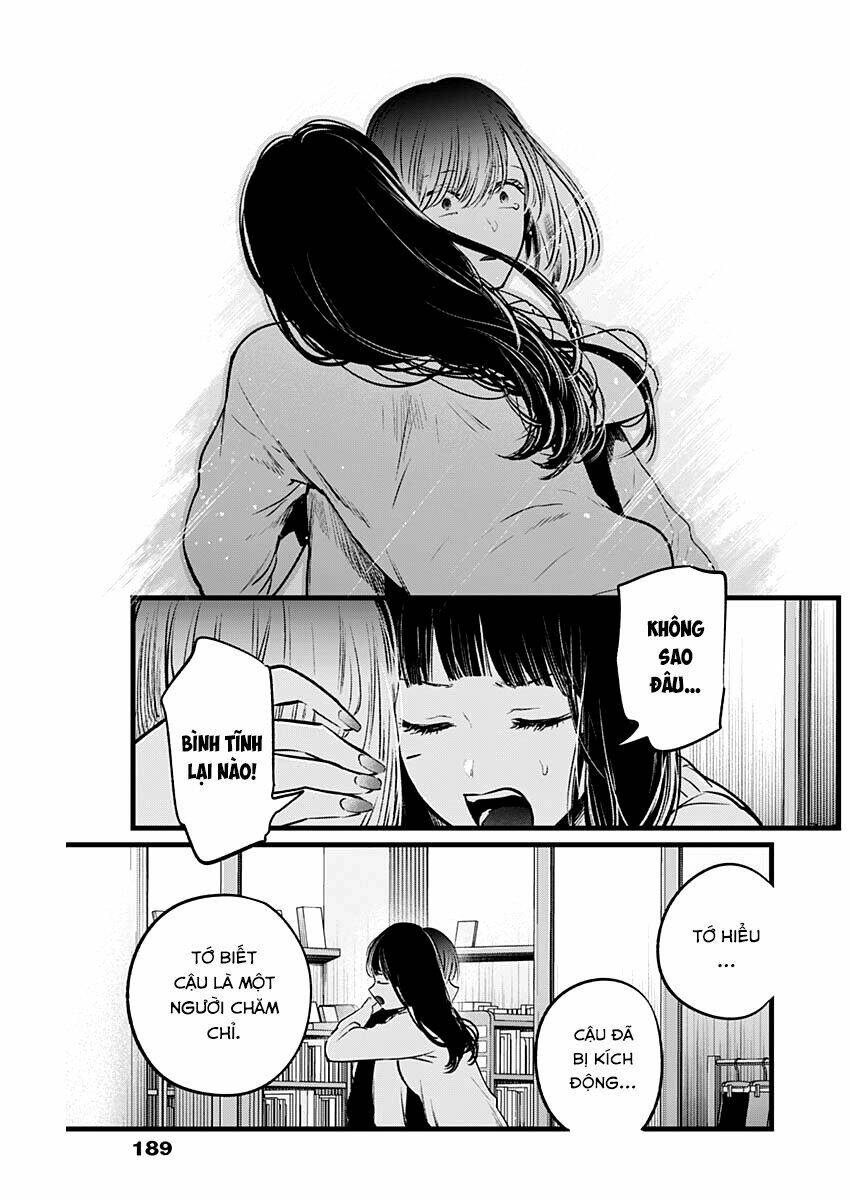 KHÔNG
SAO
ĐÂU...
BÌNH TĨNH
LẠI NÀO!
TỚ HIỂU
...
CẬU ĐÃ
BỊ KÍCH
ĐỘNG...
TỚ BIẾT
CẬU LÀ MỘT
NGƯỜI CHĂM
CHỈ.
189